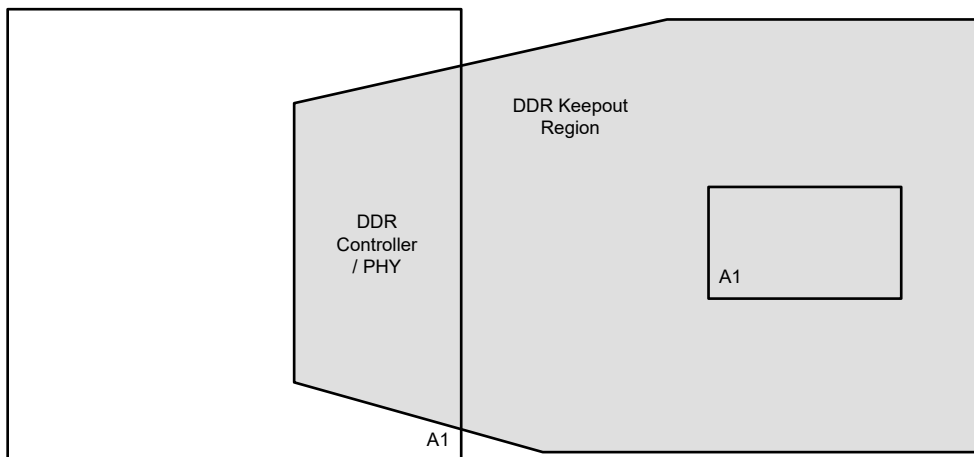 DDR Keepout
Region
DDR
Controller
/ PHY
A1
A1